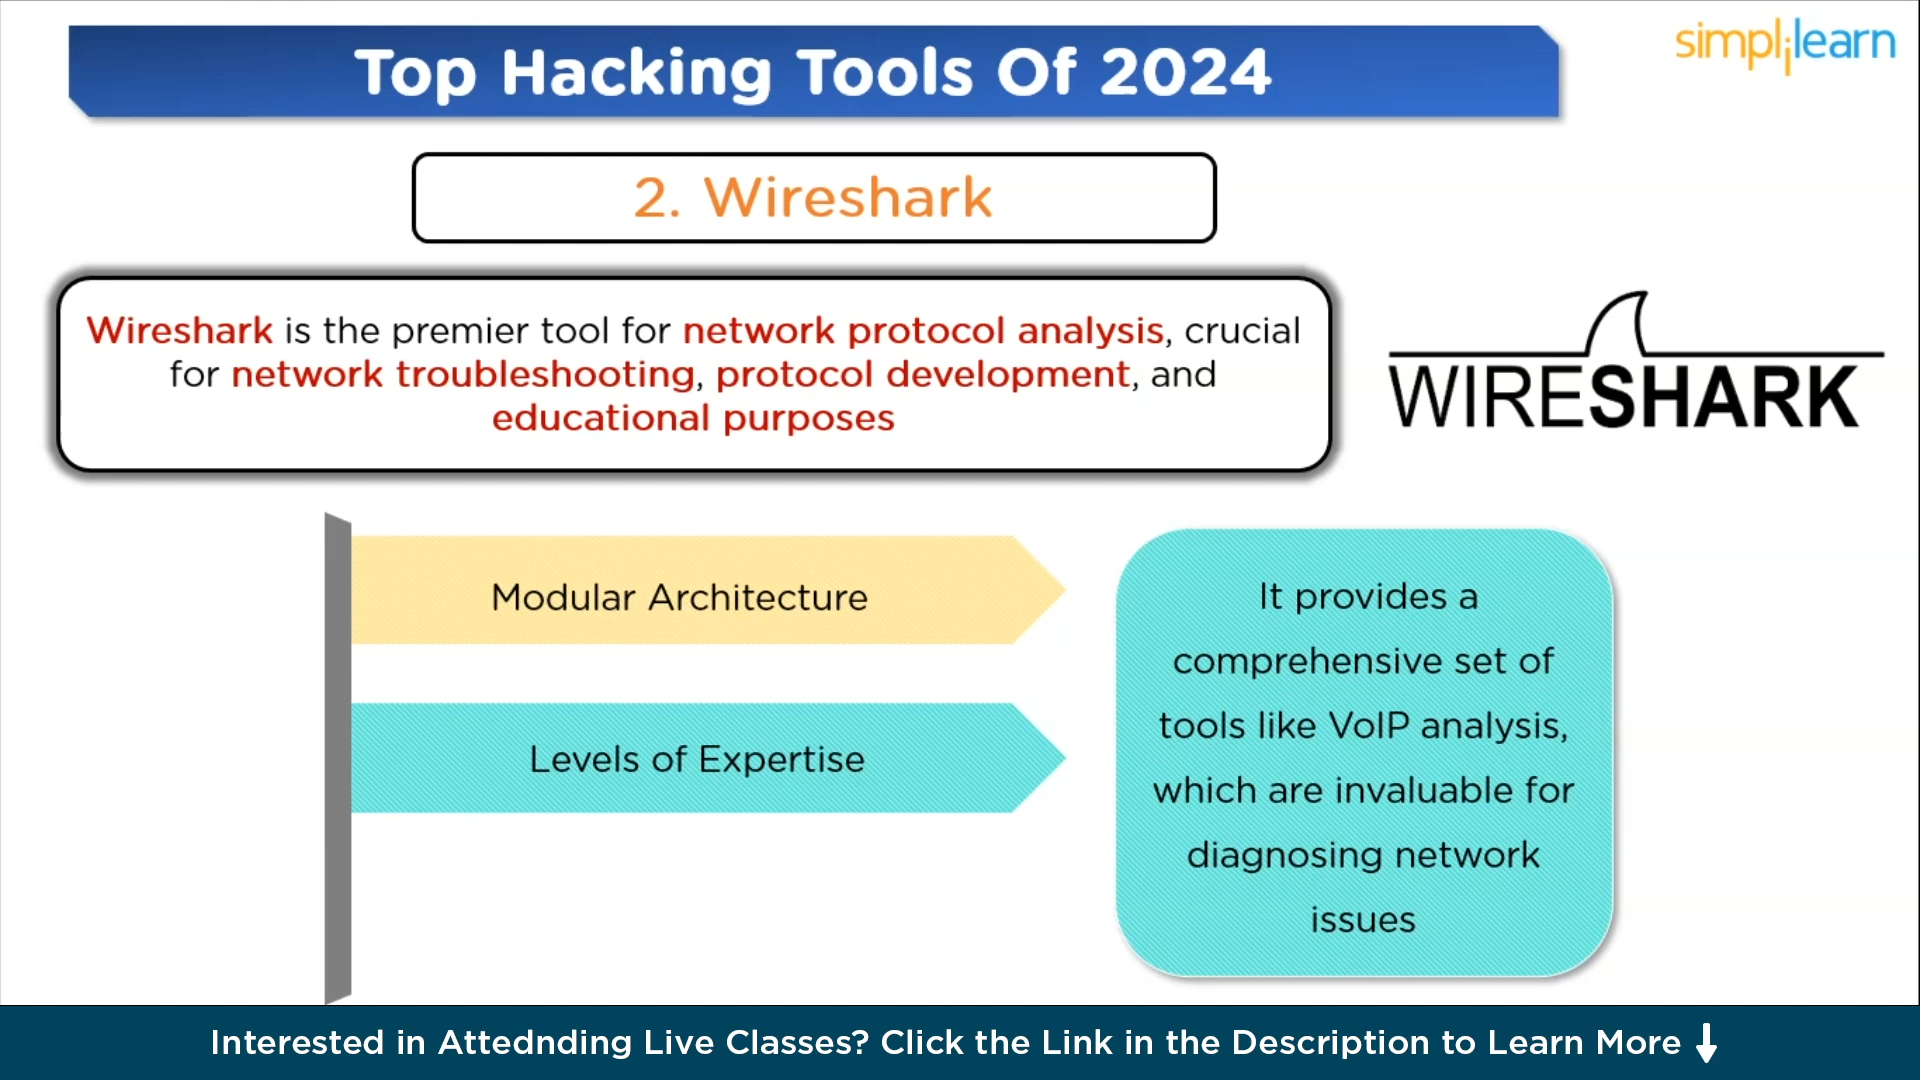 Top Hacking Tools Of 2024
simplilearn
2. Wireshark
Wireshark is the premier tool for network protocol analysis, crucial
for network troubleshooting, protocol development, and
educational purposes
WIRESHARK
Modular Architecture
Levels of Expertise
It provides a
comprehensive set of
tools like VoIP analysis,
which are invaluable for
diagnosing network
issues
Interested in Attednding Live Classes? Click the Link in the Description to Learn More